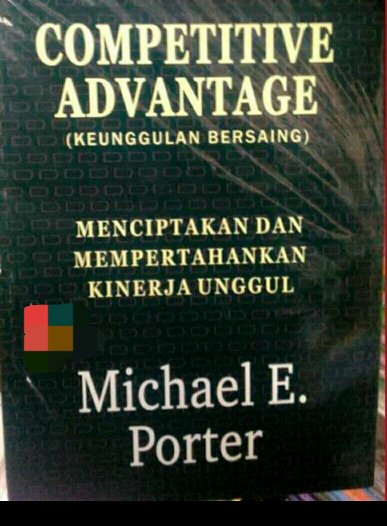 COMPETITIVE
ADVANTAGE
(KEUNGGULAN BERSAING)
MENCIPTAKAN DAN
MEMPERTAHANKAN
KINERJA UNGGUL
Michael E.
Porter